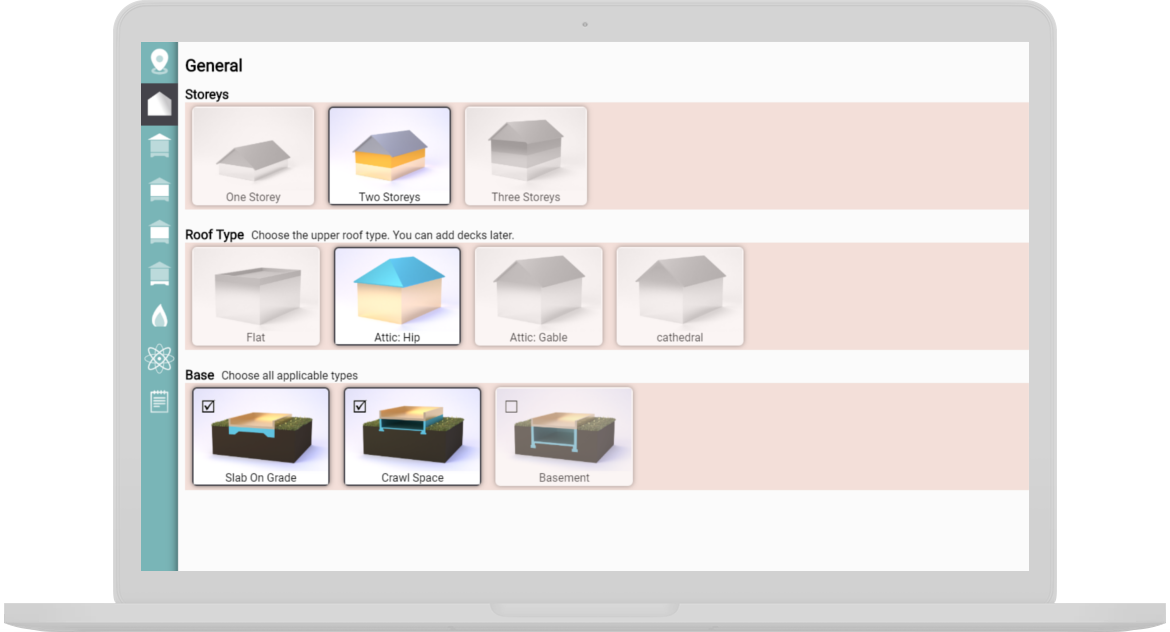 General
Storeys
One Storey
Two Storeys
Three Storeys
Roof Type Choose the upper roof type. You can add decks later.
Flat
Attic: Hip
Attic: Gable
cathedral
Base Choose all applicable types
Slab On Grade
Crawl Space
Basement